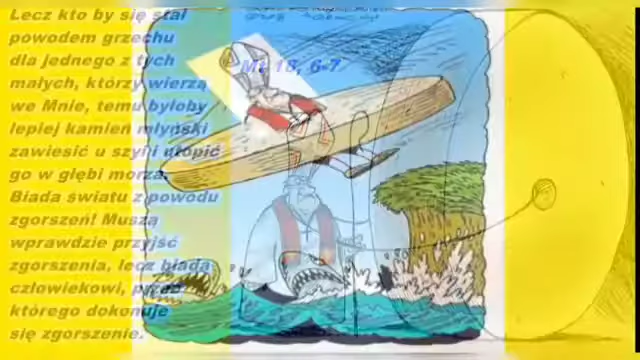 Lecz kto by się stał
powodem grzechu
dla jednego z tych
małych, którzy wierzą
we Mnie, temu byłoby
lepiej kamień młyński
zawiesić u szyi i utopić
go w głębi morza.
Biada światu z powodu
zgorszeń! Muszą
wprawdzie przyjść
zgorszenia, lecz biada
człowiekowi, przez
którego dokonuje
się zgorszenie.
Mt 18, 6-7